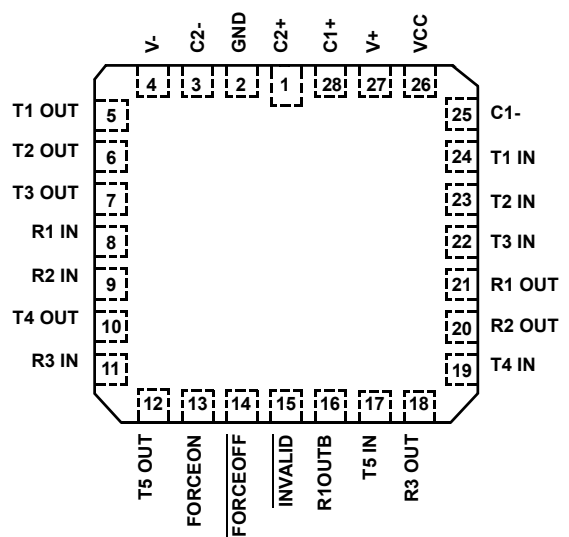 V-
C2-
GND
C2+
C1+
V+
VCC
4
3
2
1
28
27
26
T1 OUT
5
25
C1-
T2 OUT
6
24
T1 IN
T3 OUT
7
23
T2 IN
R1 IN
8
22
T3 IN
R2 IN
9
21
R1 OUT
T4 OUT
10
20
R2 OUT
R3 IN
11
19
T4 IN
12
13
14
15
16
17
18
T5 OUT
FORCEON
FORCEOFF
INVALID
R1OUTB
T5 IN
R3 OUT